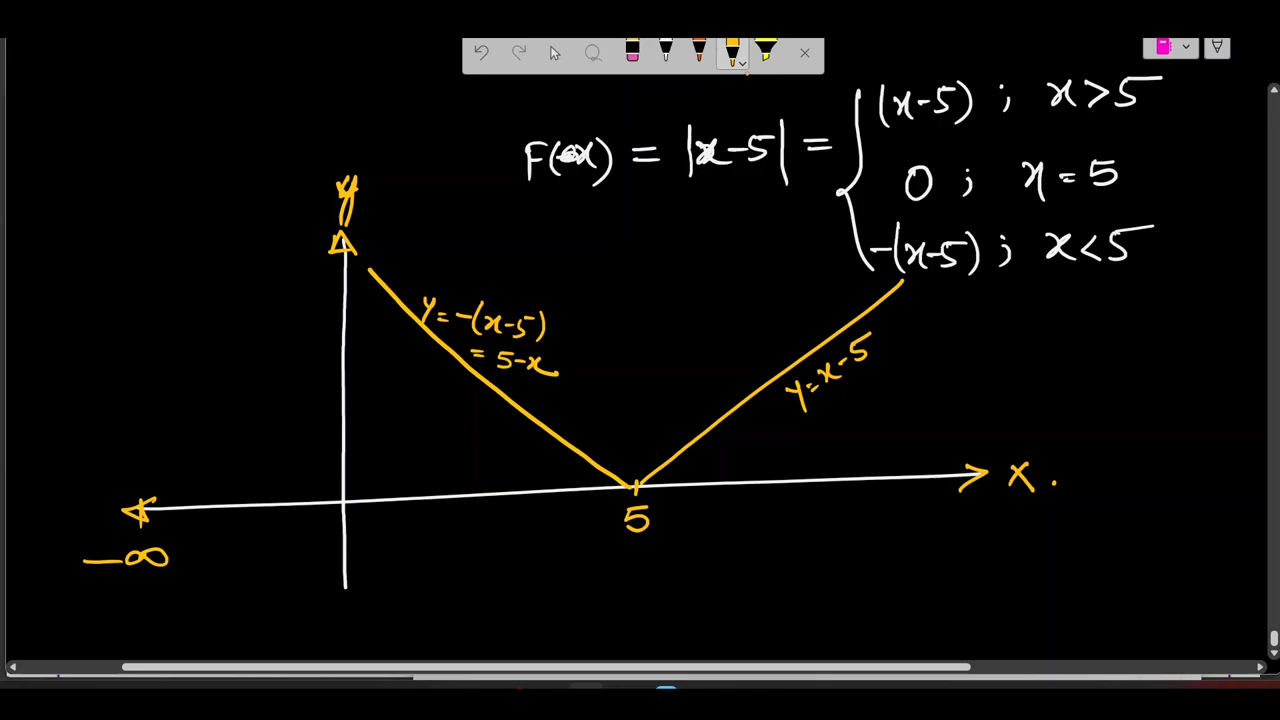 F(x) = |x-5| = { (x-5) ; x>5
0 ; x = 5
-(x-5) ; x<5
y
y = -(x-5)
= 5-x
y = x-5
X
5
-∞